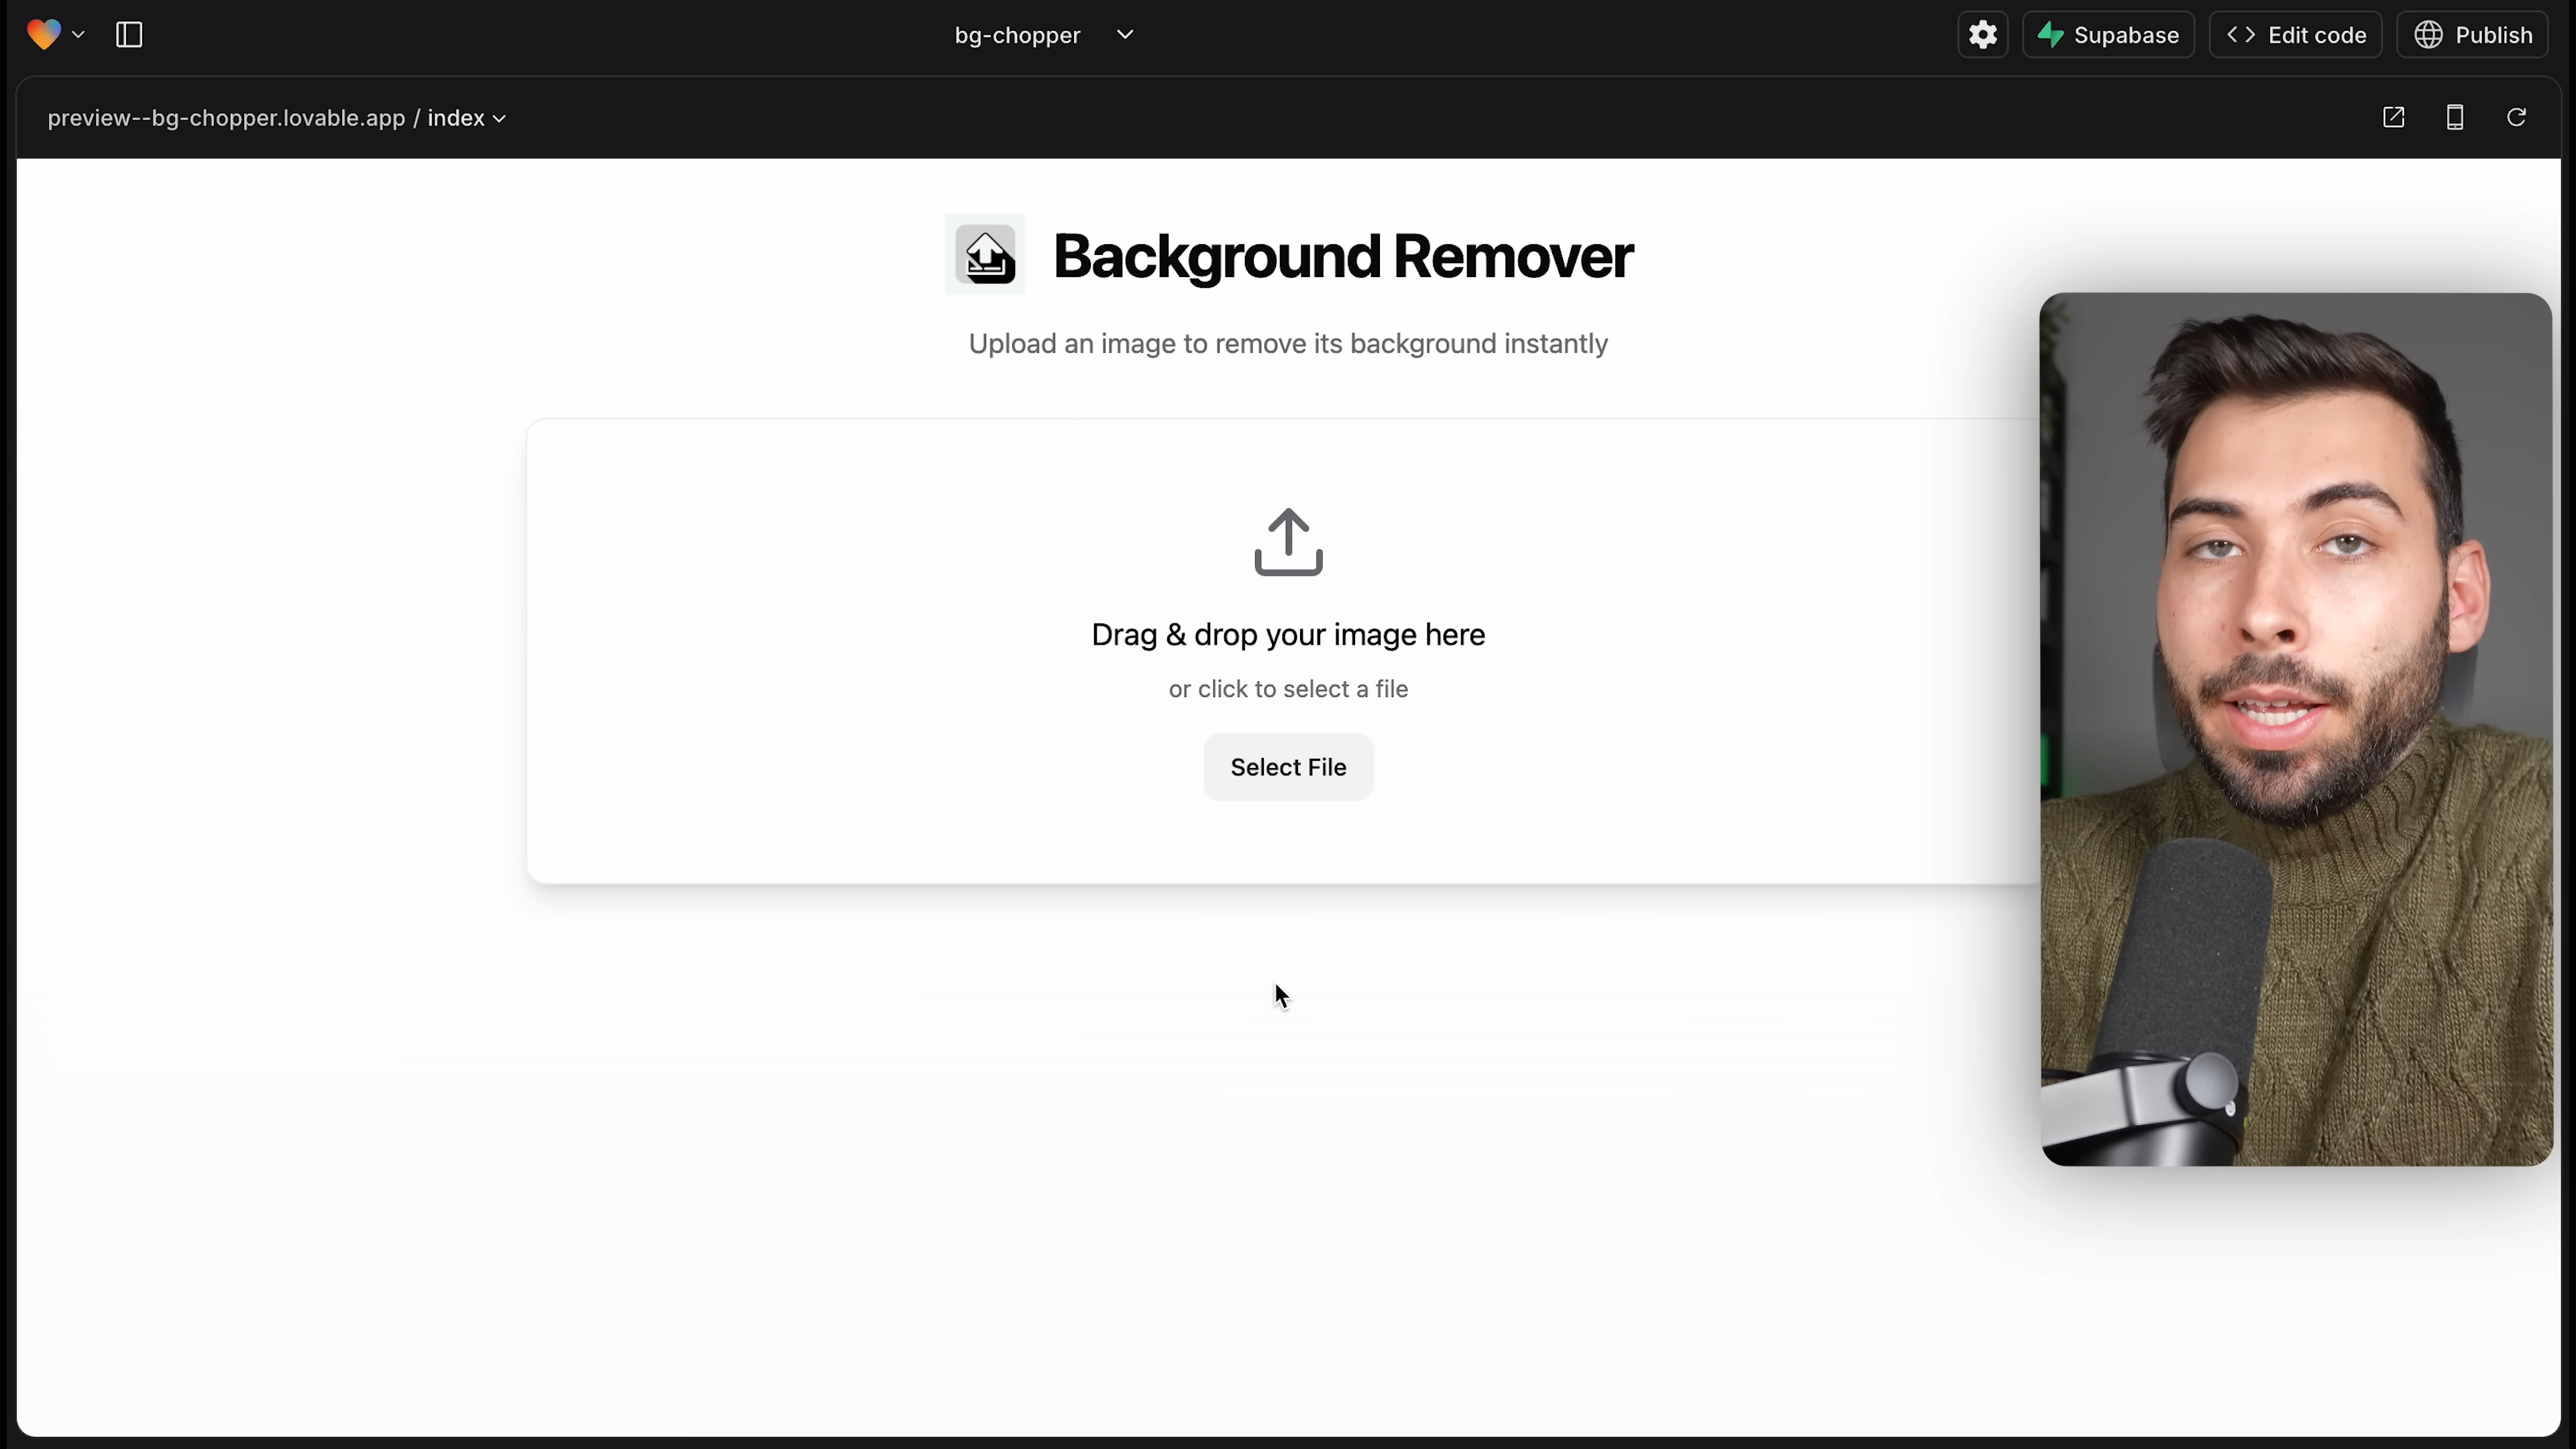 bg-chopper
Supabase
Edit code
Publish
preview--bg-chopper.lovable.app / index
Background Remover
Upload an image to remove its background instantly
Drag & drop your image here
or click to select a file
Select File